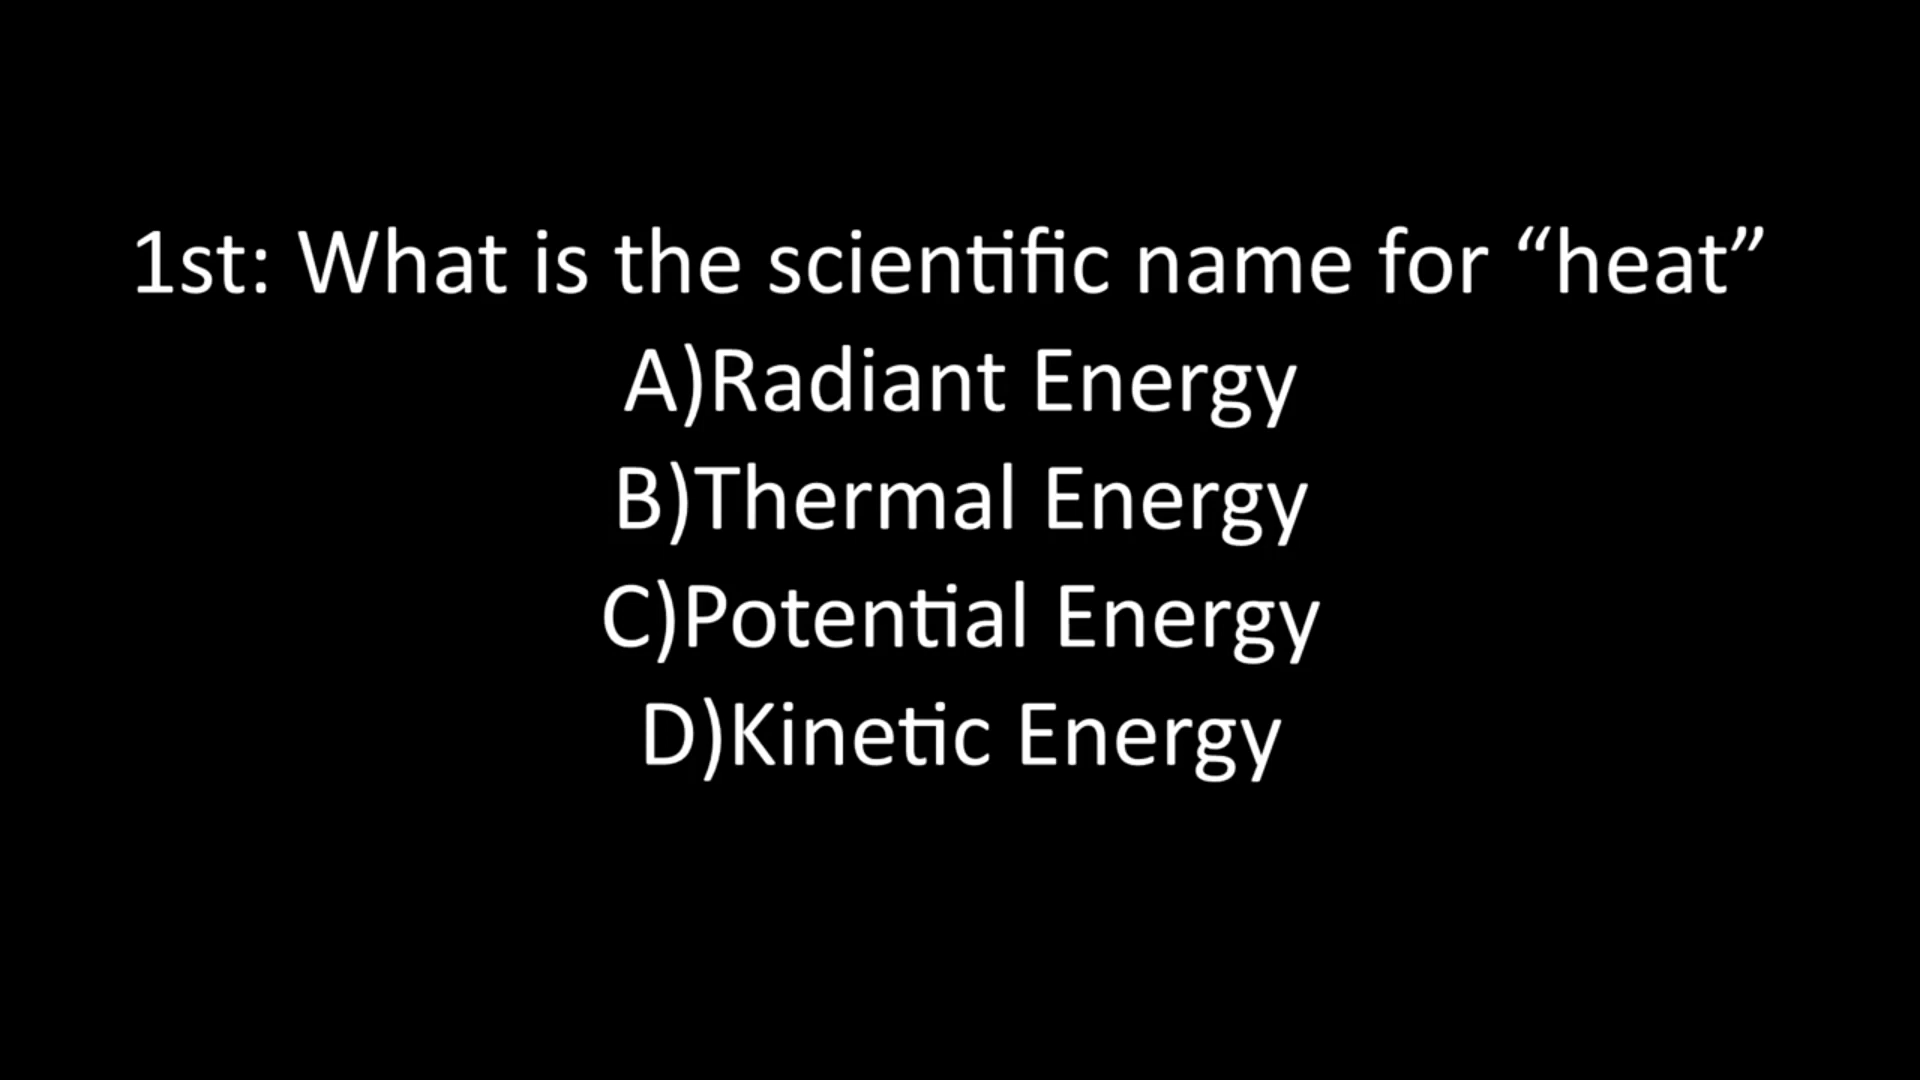 1st: What is the scientific name for “heat”
A)Radiant Energy
B)Thermal Energy
C)Potential Energy
D)Kinetic Energy